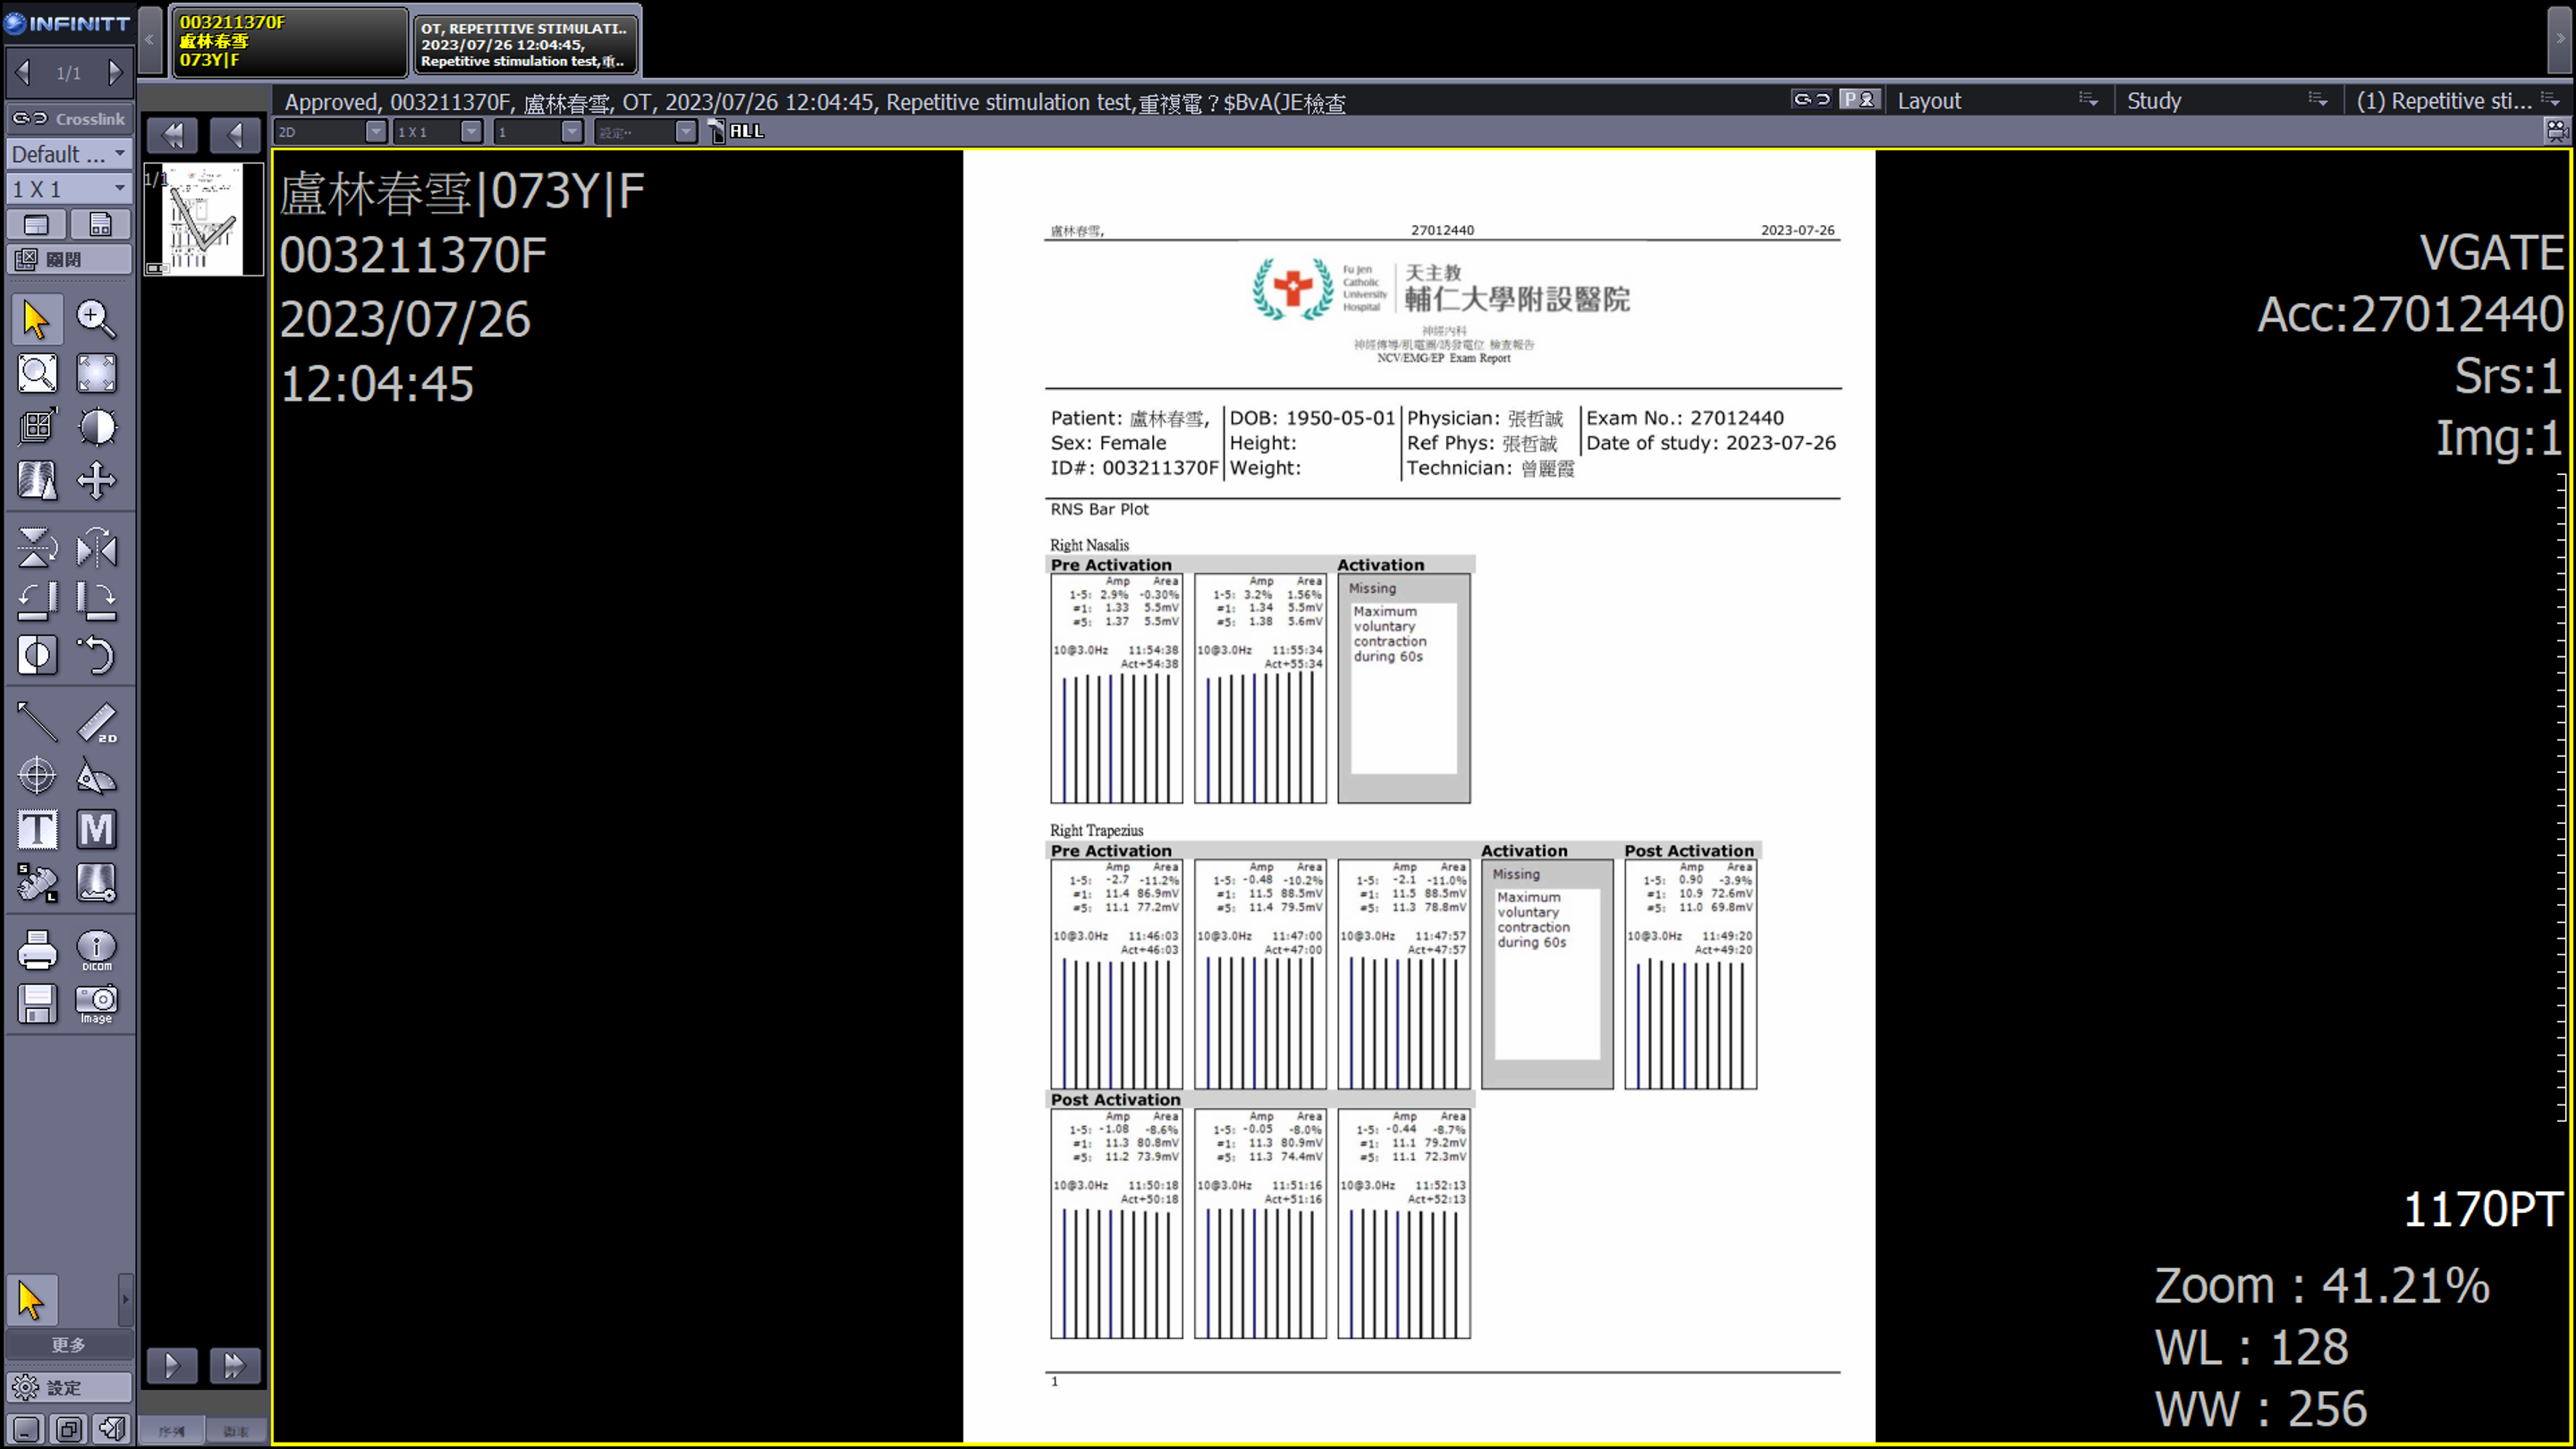 INFINITT
003211370F
盧林春雪
073Y|F
OT, REPETITIVE STIMULATI..
2023/07/26 12:04:45,
Repetitive stimulation test,重..
1/1
Crosslink
Approved, 003211370F, 盧林春雪, OT, 2023/07/26 12:04:45, Repetitive stimulation test,重複電？$BvA(JE檢查
Layout
Study
(1) Repetitive sti...
2D
1 X 1
1
設定..
ALL
Default ...
1 X 1
關閉
1/1
盧林春雪|073Y|F
003211370F
2023/07/26
12:04:45
VGATE
Acc:27012440
Srs:1
Img:1
盧林春雪, 27012440 2023-07-26
Fu Jen
Catholic
University
Hospital
天主教
輔仁大學附設醫院
神經內科
神經傳導/肌電圖/誘發電位 檢查報告
NCV/EMG/EP Exam Report
Patient: 盧林春雪, DOB: 1950-05-01 Physician: 張哲誠 Exam No.: 27012440
Sex: Female Height: Ref Phys: 張哲誠 Date of study: 2023-07-26
ID#: 003211370F Weight: Technician: 曾麗霞
RNS Bar Plot
Right Nasalis
Pre Activation Activation
Amp Area Amp Area Missing
1-5: 2.9% -0.30% 1-5: 3.2% 1.56%
#1: 1.33 5.5mV #1: 1.34 5.5mV
#5: 1.37 5.5mV #5: 1.38 5.6mV
Maximum
voluntary
contraction
during 60s
10@3.0Hz 11:54:38 10@3.0Hz 11:55:34
Act+54:38 Act+55:34
Right Trapezius
Pre Activation Activation Post Activation
Amp Area Amp Area Amp Area Missing Amp Area
1-5: -2.7 -11.2% 1-5: -0.48 -10.2% 1-5: -2.1 -11.0% 1-5: 0.90 -3.9%
#1: 11.4 86.9mV #1: 11.5 88.5mV #1: 11.5 88.5mV #1: 10.9 72.6mV
#5: 11.1 77.2mV #5: 11.4 79.5mV #5: 11.3 78.8mV #5: 11.0 69.8mV
Maximum
voluntary
contraction
during 60s
10@3.0Hz 11:46:03 10@3.0Hz 11:47:00 10@3.0Hz 11:47:57 10@3.0Hz 11:49:20
Act+46:03 Act+47:00 Act+47:57 Act+49:20
Post Activation
Amp Area Amp Area Amp Area
1-5: -1.08 -8.6% 1-5: -0.05 -8.0% 1-5: -0.44 -8.7%
#1: 11.3 80.8mV #1: 11.3 80.9mV #1: 11.1 79.2mV
#5: 11.2 73.9mV #5: 11.3 74.4mV #5: 11.1 72.3mV
10@3.0Hz 11:50:18 10@3.0Hz 11:51:16 10@3.0Hz 11:52:13
Act+50:18 Act+51:16 Act+52:13
1
1170PT
Zoom : 41.21%
WL : 128
WW : 256
2D
T M
S
L
DICOM
Image
更多
設定
序列